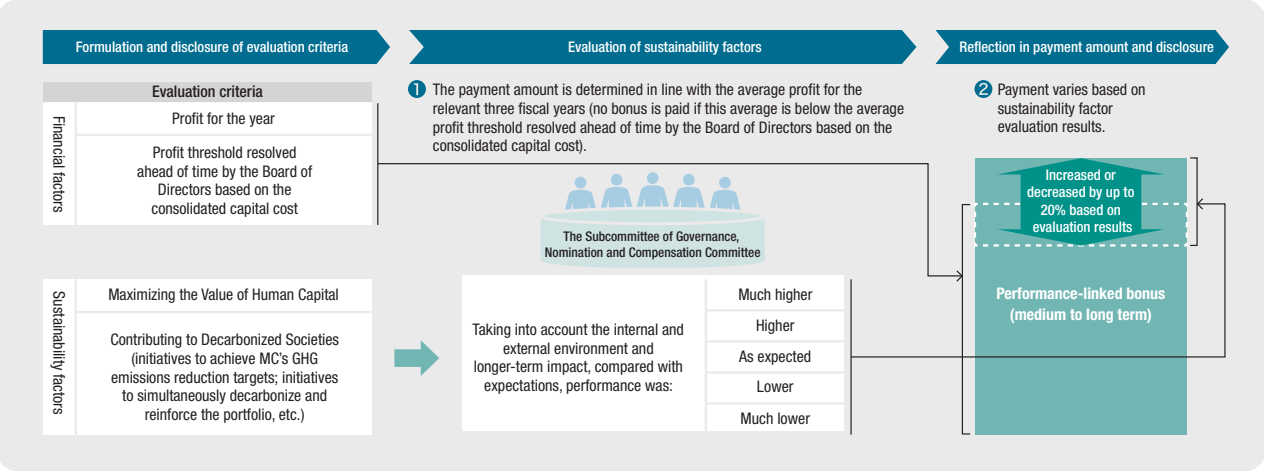 Formulation and disclosure of evaluation criteria
Evaluation of sustainability factors
Reflection in payment amount and disclosure
Evaluation criteria
Financial factors
Profit for the year
Profit threshold resolved
ahead of time by the Board of
Directors based on the
consolidated capital cost
1 The payment amount is determined in line with the average profit for the
relevant three fiscal years (no bonus is paid if this average is below the average
profit threshold resolved ahead of time by the Board of Directors based on the
consolidated capital cost).
The Subcommittee of Governance,
Nomination and Compensation Committee
2 Payment varies based on
sustainability factor
evaluation results.
Increased or
decreased by up to
20% based on
evaluation results
Performance-linked bonus
(medium to long term)
Sustainability factors
Maximizing the Value of Human Capital
Contributing to Decarbonized Societies
(initiatives to achieve MC's GHG
emissions reduction targets; initiatives
to simultaneously decarbonize and
reinforce the portfolio, etc.)
Taking into account the internal and
external environment and
longer-term impact, compared with
expectations, performance was:
Much higher
Higher
As expected
Lower
Much lower